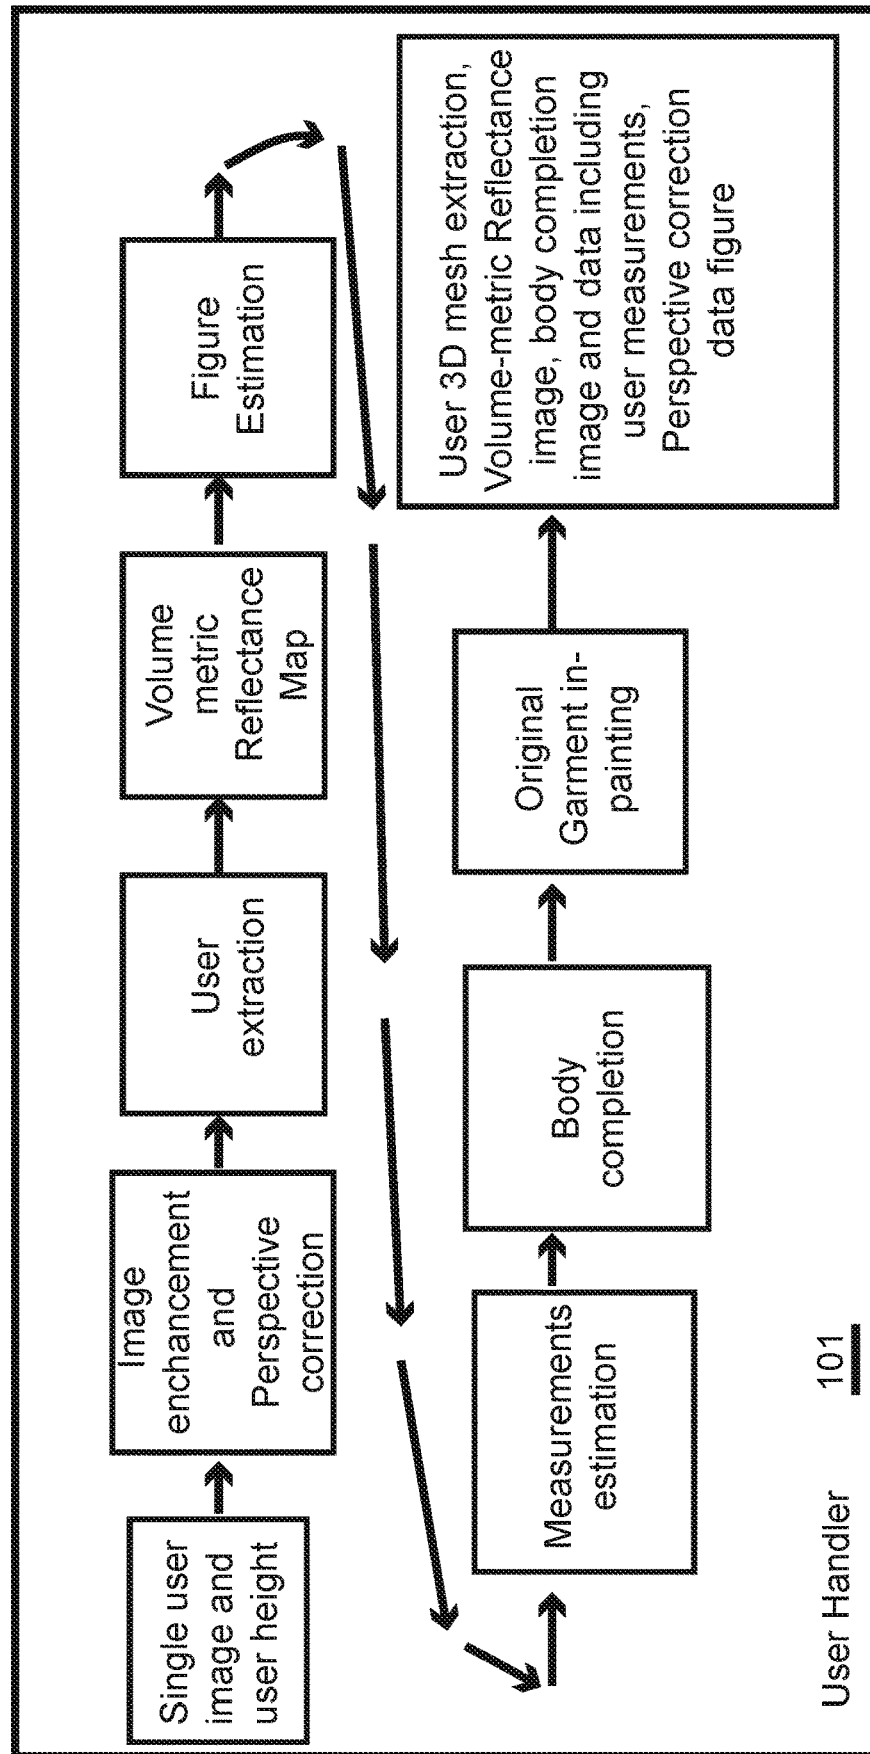 Single user
image and
user height
Image
enchancement
and
Perspective
correction
User
extraction
Volume
metric
Reflectance
Map
Figure
Estimation
Measurements
estimation
Body
completion
Original
Garment in-
painting
User 3D mesh extraction,
Volume-metric Reflectance
image, body completion
image and data including
user measurements,
Perspective correction
data figure
User Handler 101